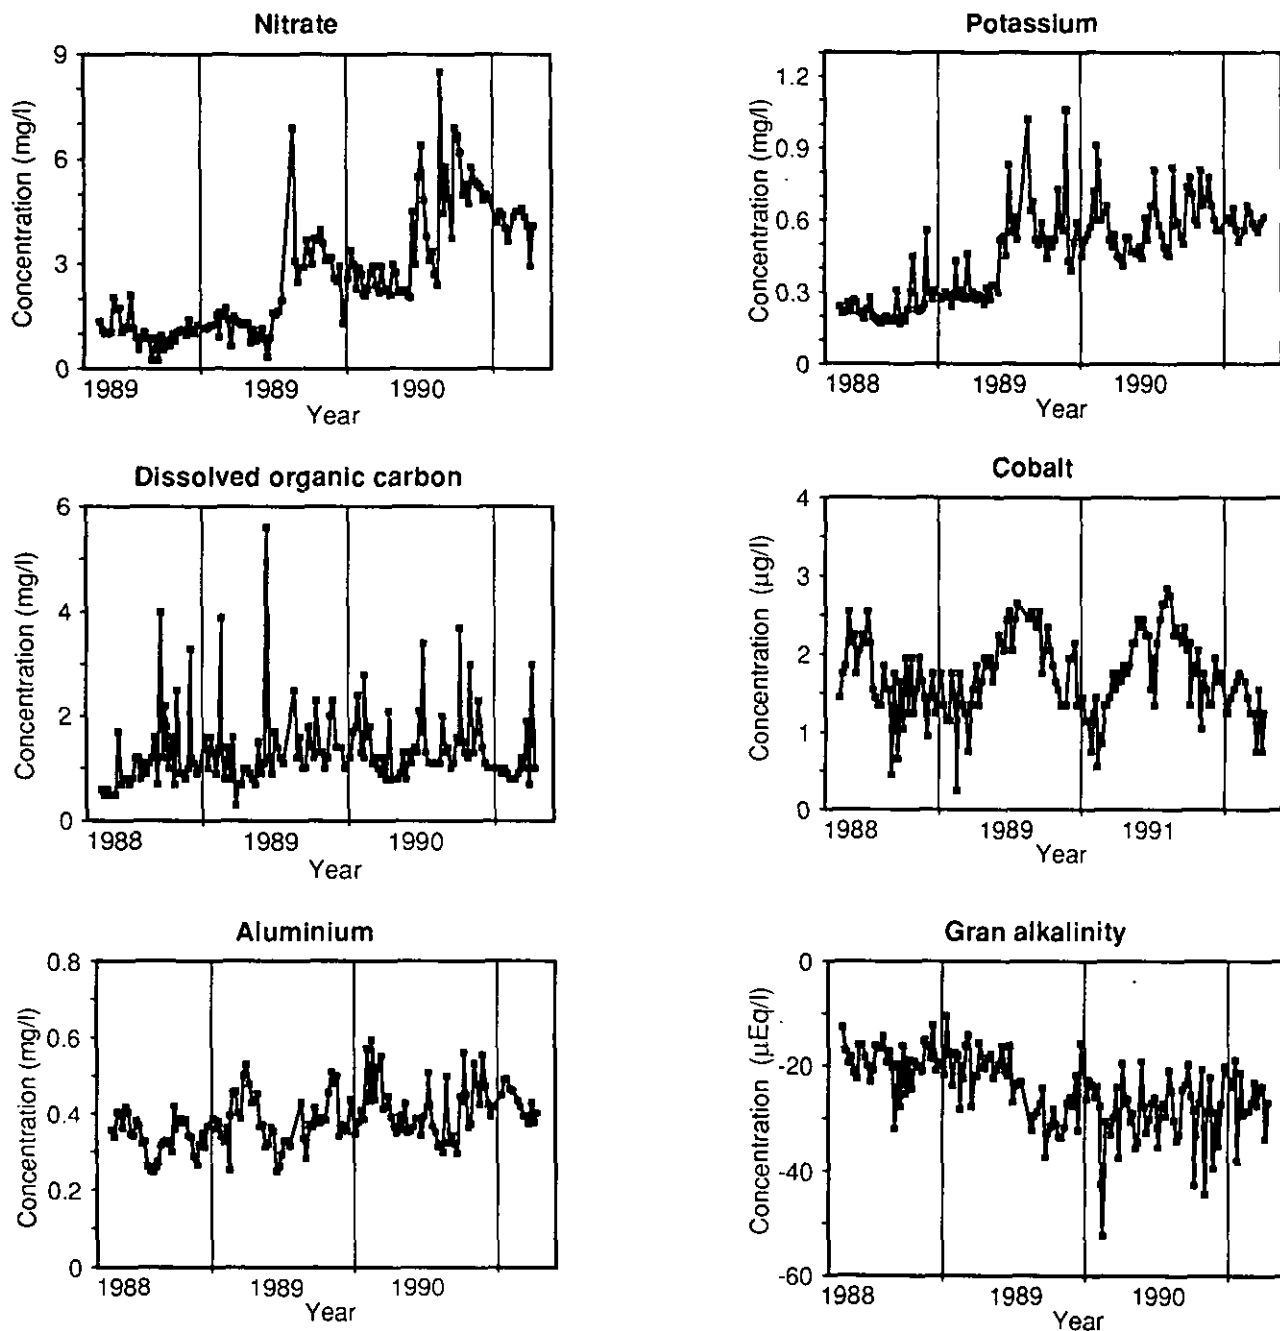 Nitrate
9
6
3
0
Concentration (mg/l)
1989 1989 1990
Year
Potassium
1.2
0.9
0.6
0.3
0
Concentration (mg/l)
1988 1989 1990
Year
Dissolved organic carbon
6
4
2
0
Concentration (mg/l)
1988 1989 1990
Year
Cobalt
4
3
2
1
0
Concentration (µg/l)
1988 1989 1991
Year
Aluminium
0.8
0.6
0.4
0.2
0
Concentration (mg/l)
1988 1989 1990
Year
Gran alkalinity
0
-20
-40
-60
Concentration (µEq/l)
1988 1989 1990
Year